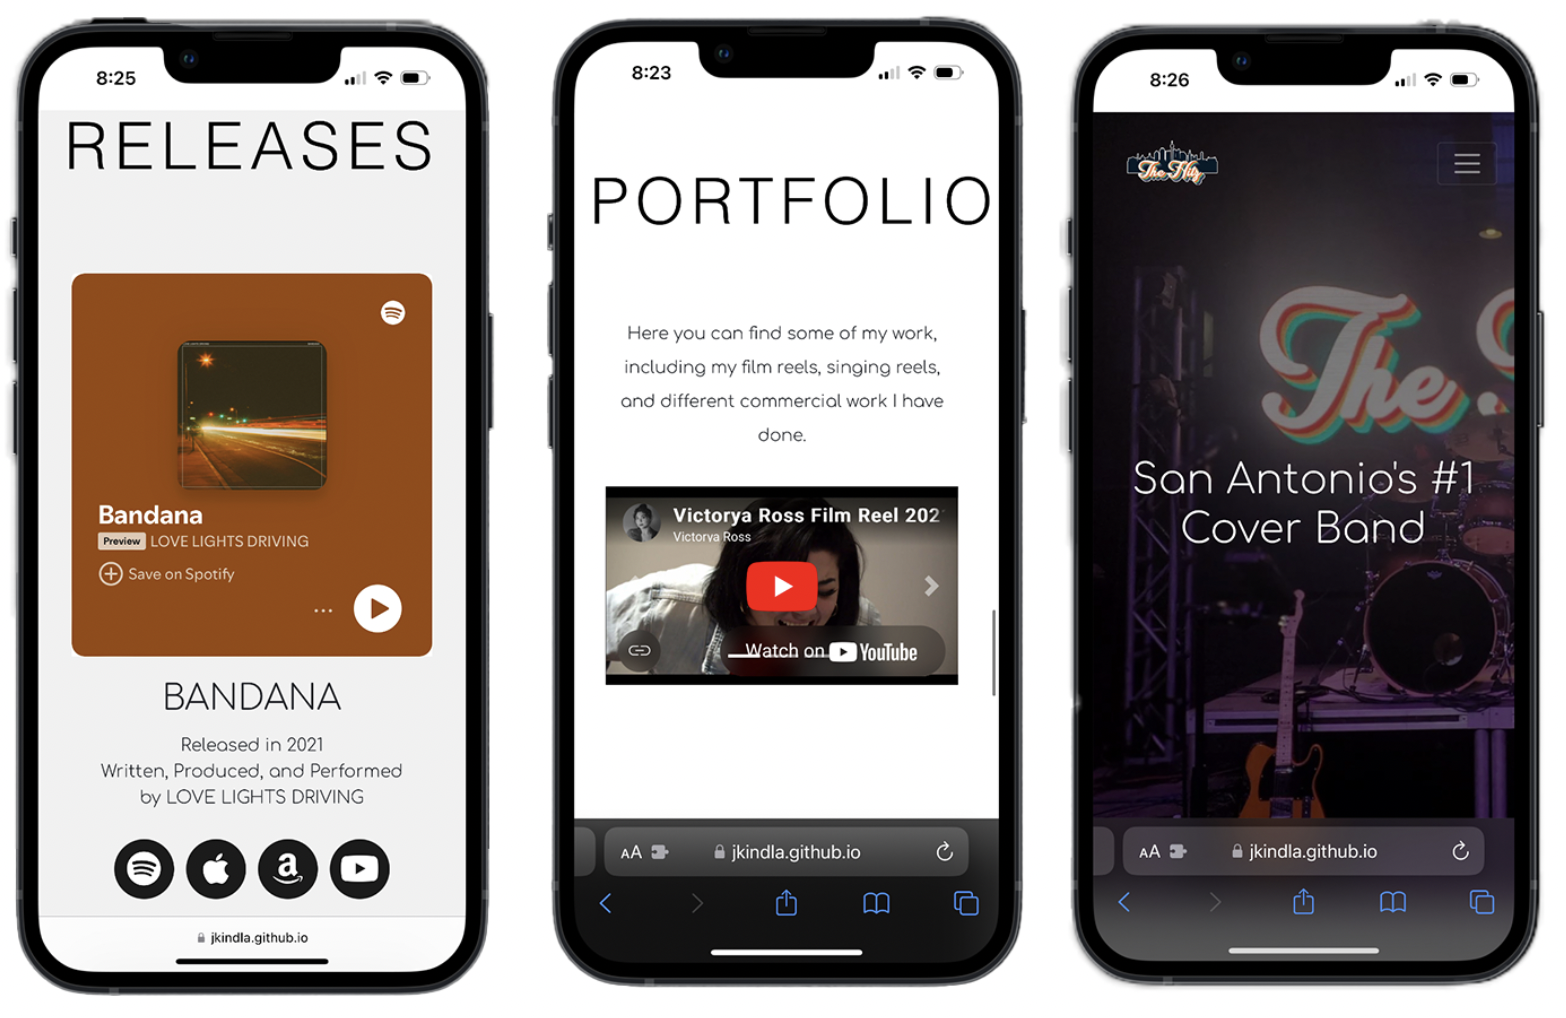 8:25
RELEASES
Bandana
Preview LOVE LIGHTS DRIVING
Save on Spotify
BANDANA
Released in 2021
Written, Produced, and Performed
by LOVE LIGHTS DRIVING
jkindla.github.io
8:23
PORTFOLIO
Here you can find some of my work,
including my film reels, singing reels,
and different commercial work I have
done.
Victorya Ross Film Reel 202
Victorya Ross
Watch on YouTube
AA jkindla.github.io
8:26
The Hitz
The
San Antonio's #1
Cover Band
AA jkindla.github.io